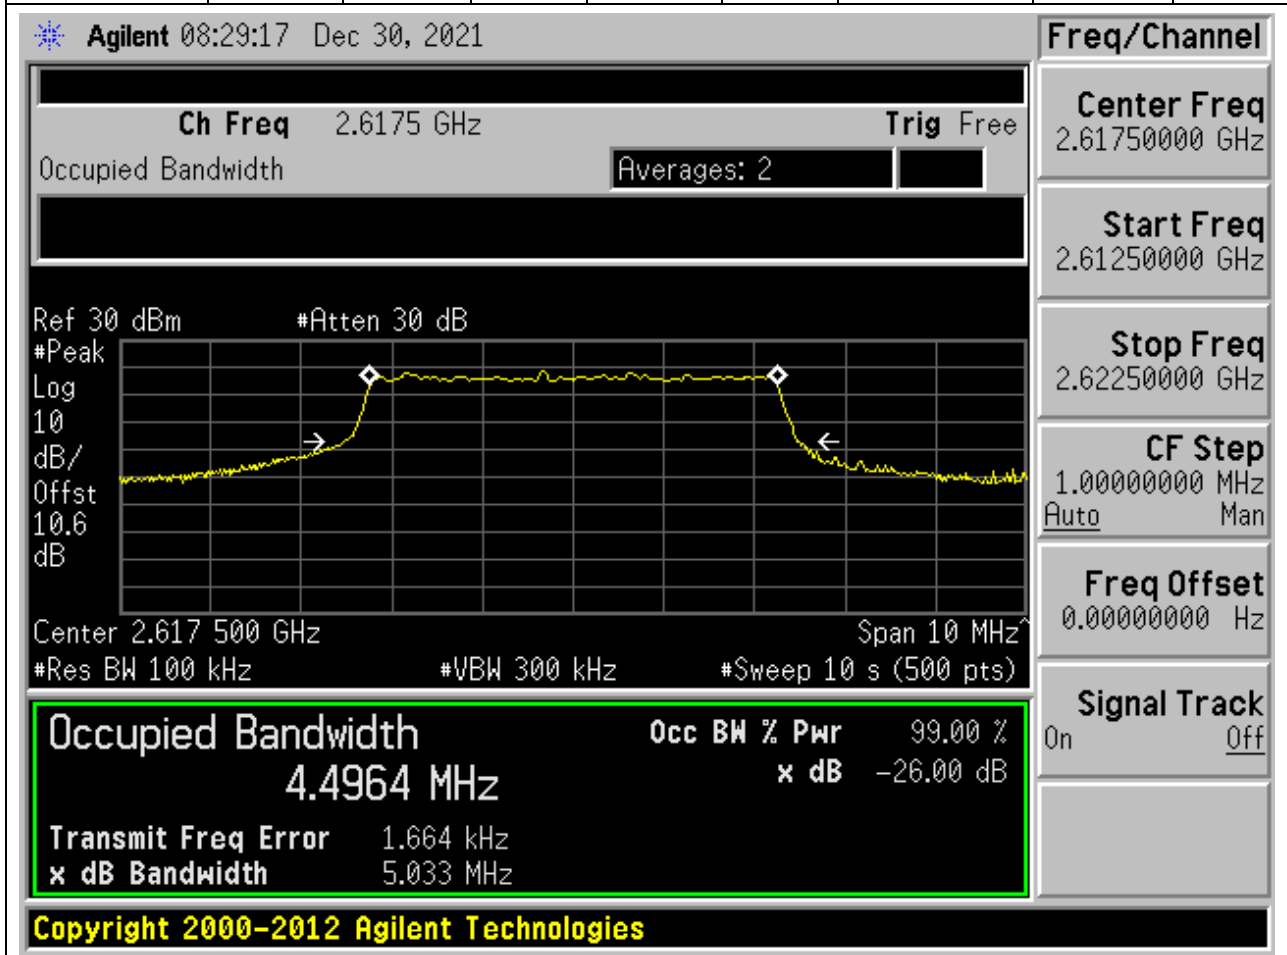 Agilent 08:29:17 Dec 30, 2021
Freq/Channel
Ch Freq 2.6175 GHz Trig Free
Occupied Bandwidth Averages: 2
Center Freq
2.61750000 GHz
Start Freq
2.61250000 GHz
Stop Freq
2.62250000 GHz
CF Step
1.00000000 MHz
Auto Man
Freq Offset
0.00000000 Hz
Signal Track
On Off
Ref 30 dBm #Atten 30 dB
#Peak
Log
10
dB/
Offst
10.6
dB
Center 2.617 500 GHz Span 10 MHz^
#Res BW 100 kHz #VBW 300 kHz #Sweep 10 s (500 pts)
Occupied Bandwidth Occ BW % Pwr 99.00 %
4.4964 MHz x dB -26.00 dB
Transmit Freq Error 1.664 kHz
x dB Bandwidth 5.033 MHz
Copyright 2000-2012 Agilent Technologies